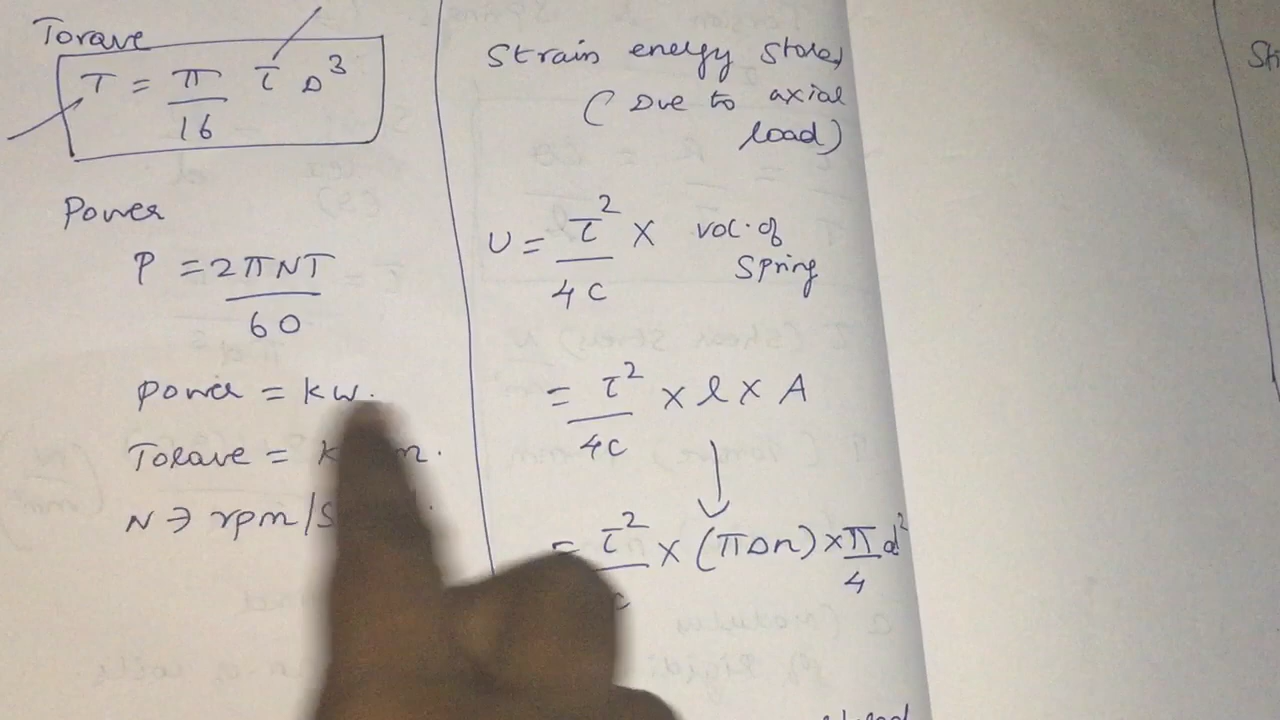 Torque
T = π/16 τ D³
Power
P = 2πNT/60
Power = kw.
Torque =
N → rpm/S
Strain energy stored
(Due to axial
load)
U = τ²/4C × vol. of
spring
= τ²/4C × l × A
= τ²/C × (πDn) × π/4 d²